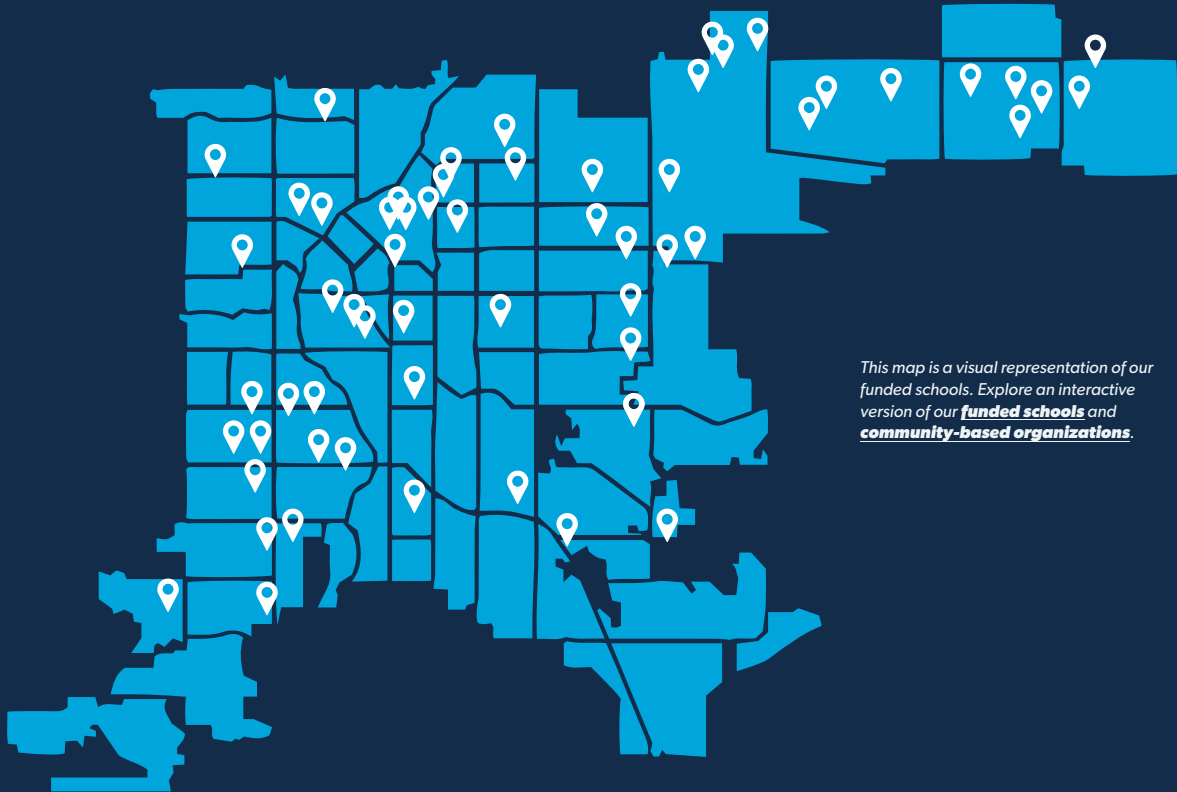 This map is a visual representation of our
funded schools. Explore an interactive
version of our funded schools and
community-based organizations.